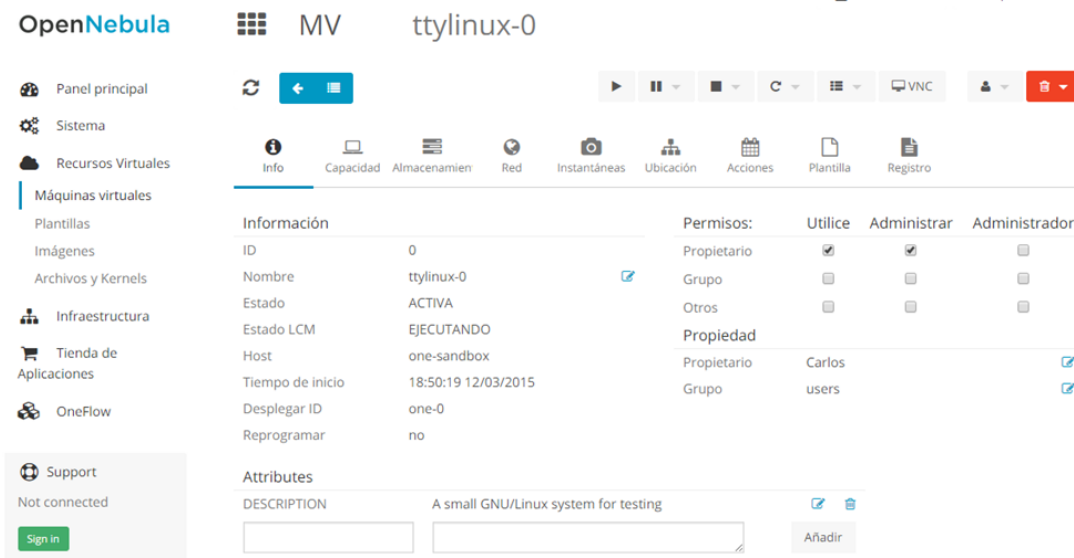 OpenNebula
MV ttylinux-0
Panel principal
Sistema
Recursos Virtuales
Máquinas virtuales
Plantillas
Imágenes
Archivos y Kernels
Infraestructura
Tienda de
Aplicaciones
OneFlow
Support
Not connected
Sign in
VNC
Info Capacidad Almacenamien Red Instantáneas Ubicación Acciones Plantilla Registro
Información
ID 0
Nombre ttylinux-0
Estado ACTIVA
Estado LCM EJECUTANDO
Host one-sandbox
Tiempo de inicio 18:50:19 12/03/2015
Desplegar ID one-0
Reprogramar no
Permisos: Utilice Administrar Administrador
Propietario
Grupo
Otros
Propiedad
Propietario Carlos
Grupo users
Attributes
DESCRIPTION A small GNU/Linux system for testing
Añadir